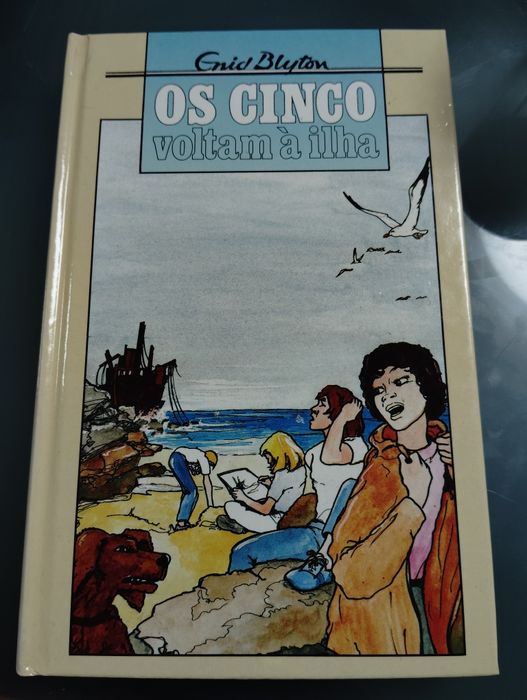 Enid Blyton
OS CINCO
voltam à ilha